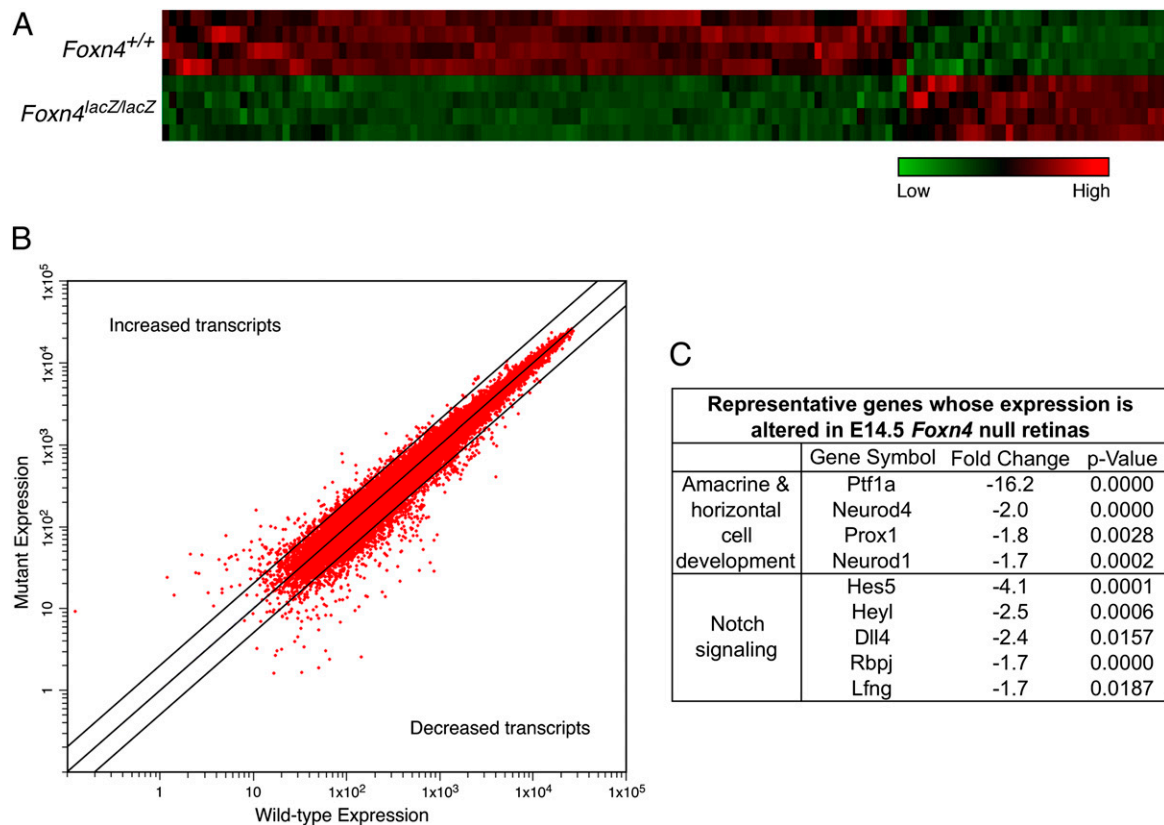 A
Foxn4+/+
Foxn4lacZ/lacZ
Low High
B
Increased transcripts
Decreased transcripts
Mutant Expression
1x10⁵
1x10⁴
1x10³
1x10²
10
1
1 10 1x10² 1x10³ 1x10⁴ 1x10⁵
Wild-type Expression
C
Representative genes whose expression is
altered in E14.5 Foxn4 null retinas
Gene Symbol Fold Change p-Value
Amacrine & horizontal cell development
Ptf1a -16.2 0.0000
Neurod4 -2.0 0.0000
Prox1 -1.8 0.0028
Neurod1 -1.7 0.0002
Notch signaling
Hes5 -4.1 0.0001
Heyl -2.5 0.0006
Dll4 -2.4 0.0157
Rbpj -1.7 0.0000
Lfng -1.7 0.0187